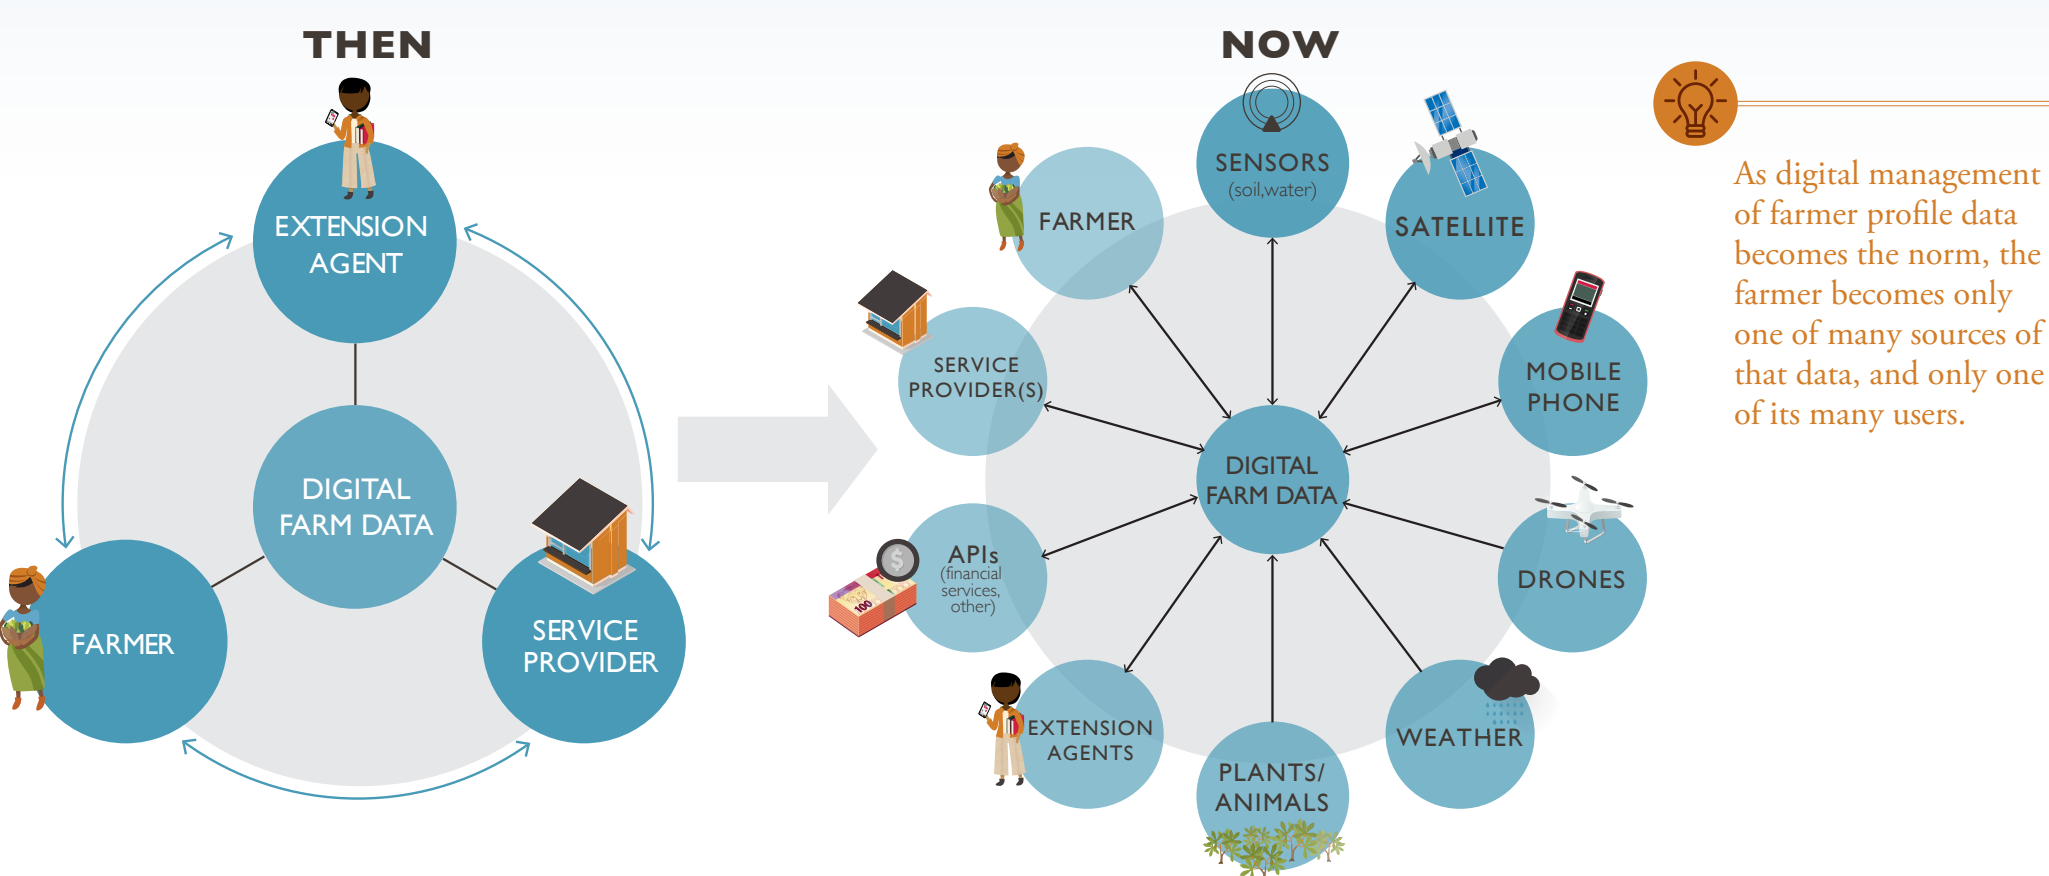 THEN
EXTENSION
AGENT
DIGITAL
FARM DATA
FARMER
SERVICE
PROVIDER
NOW
SENSORS
(soil,water)
SATELLITE
MOBILE
PHONE
DRONES
WEATHER
PLANTS/
ANIMALS
EXTENSION
AGENTS
APIs
(financial
services,
other)
$
100
SERVICE
PROVIDER(S)
FARMER
DIGITAL
FARM DATA
As digital management
of farmer profile data
becomes the norm, the
farmer becomes only
one of many sources of
that data, and only one
of its many users.